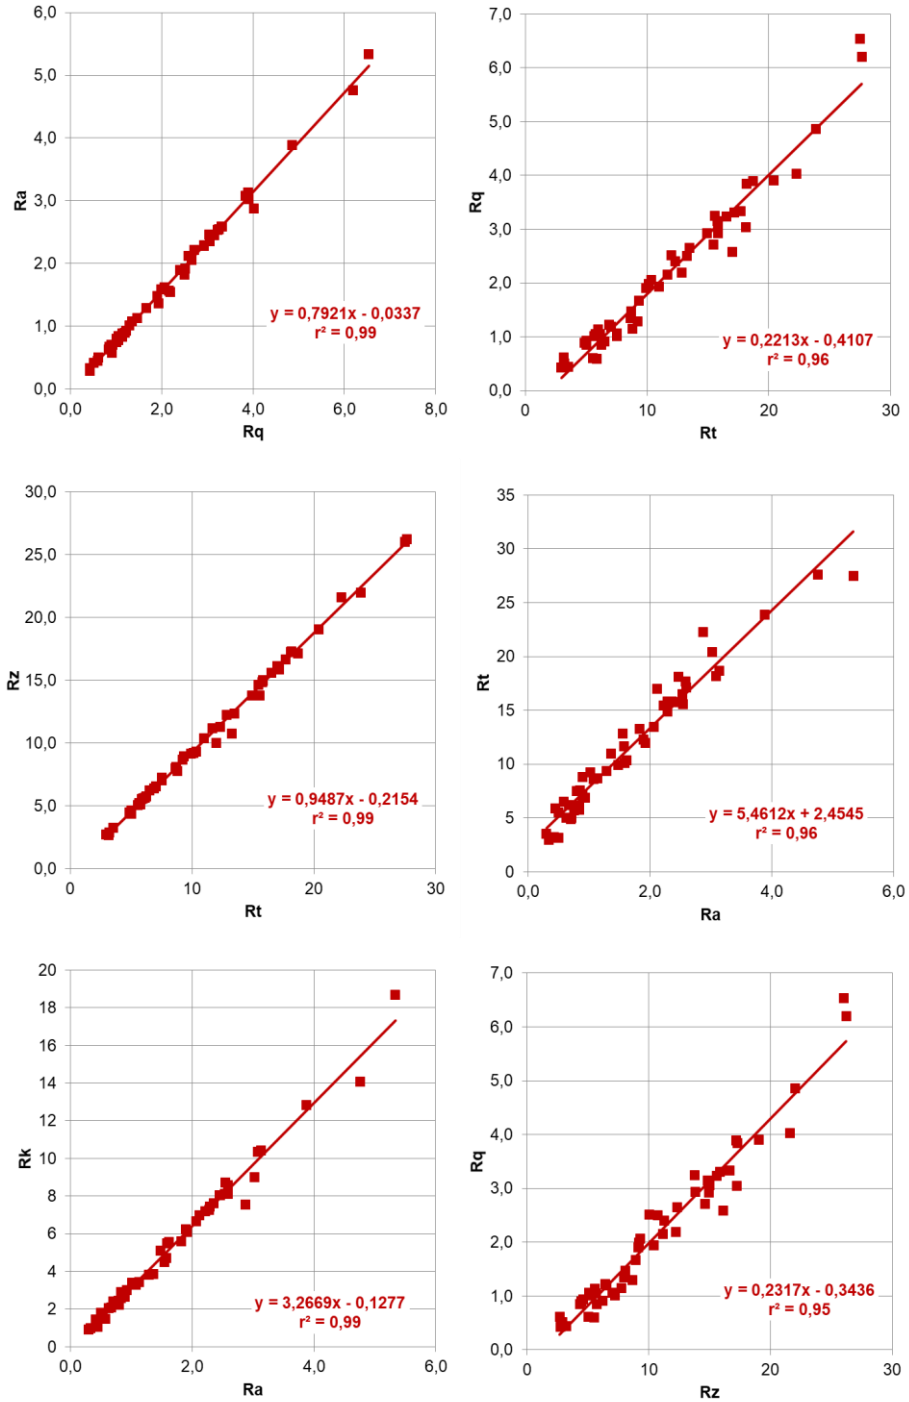 6,0
5,0
4,0
3,0
2,0
1,0
0,0
Ra
y = 0,7921x - 0,0337
r² = 0,99
0,0 2,0 4,0 6,0 8,0
Rq
7,0
6,0
5,0
4,0
3,0
2,0
1,0
0,0
Rq
y = 0,2213x - 0,4107
r² = 0,96
0 10 20 30
Rt
30,0
25,0
20,0
15,0
10,0
5,0
0,0
Rz
y = 0,9487x - 0,2154
r² = 0,99
0 10 20 30
Rt
35
30
25
20
15
10
5
0
Rt
y = 5,4612x + 2,4545
r² = 0,96
0,0 2,0 4,0 6,0
Ra
20
18
16
14
12
10
8
6
4
2
0
Rk
y = 3,2669x - 0,1277
r² = 0,99
0,0 2,0 4,0 6,0
Ra
7,0
6,0
5,0
4,0
3,0
2,0
1,0
0,0
Rq
y = 0,2317x - 0,3436
r² = 0,95
0 10 20 30
Rz